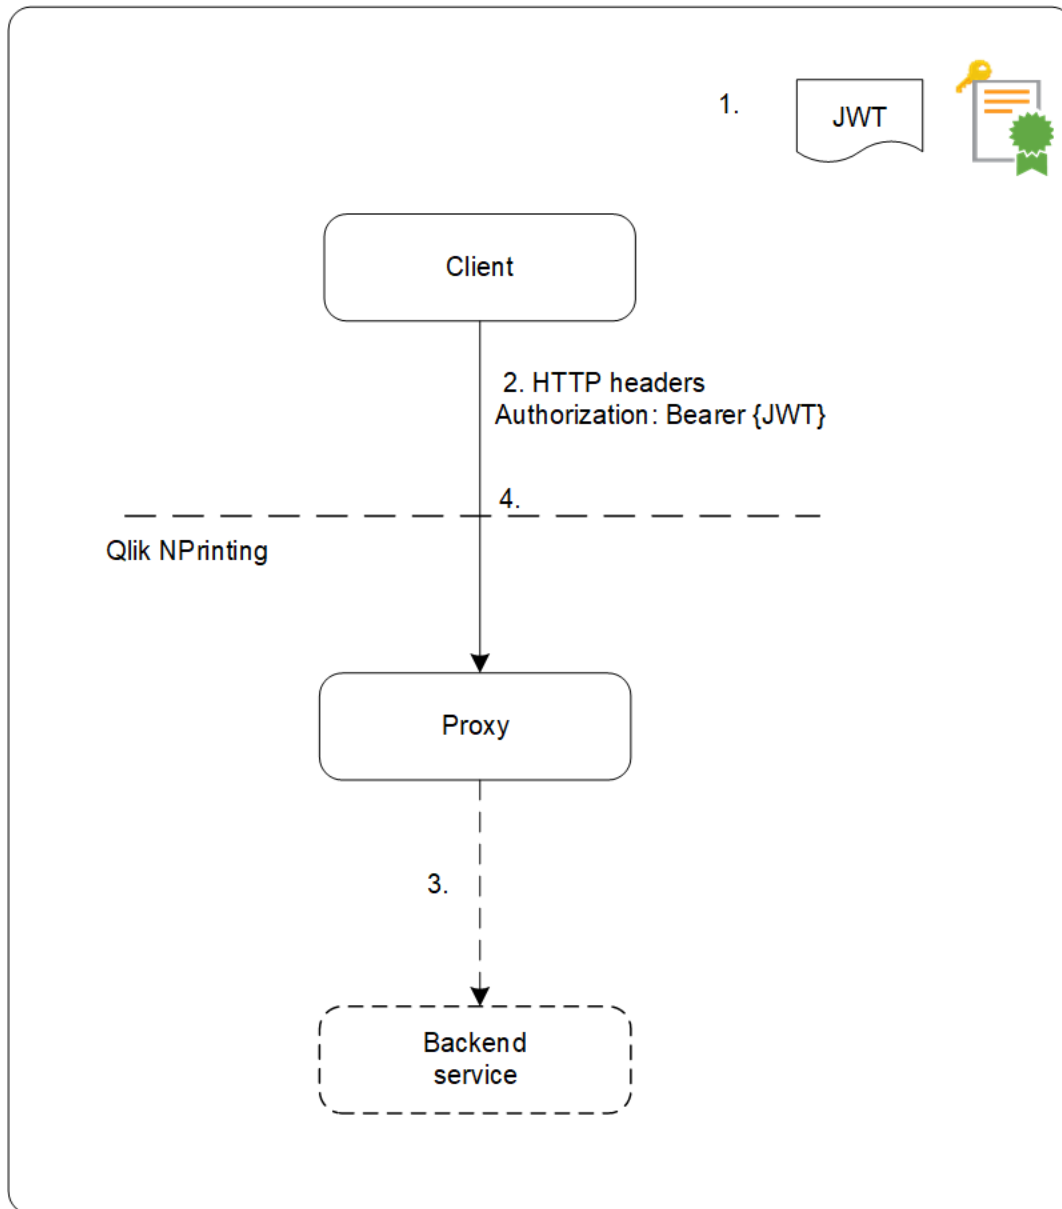 1.
JWT
Client
2. HTTP headers
Authorization: Bearer {JWT}
4.
Qlik NPrinting
Proxy
3.
Backend
service